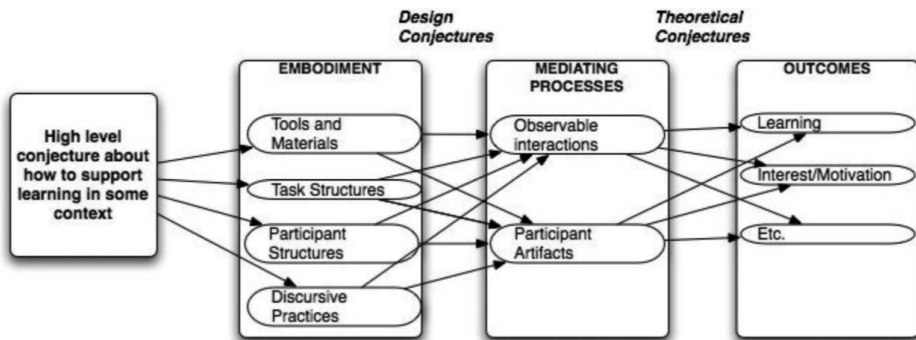 Design
Conjectures
Theoretical
Conjectures
High level
conjecture about
how to support
learning in some
context
EMBODIMENT
Tools and
Materials
Task Structures
Participant
Structures
Discursive
Practices
MEDIATING
PROCESSES
Observable
interactions
Participant
Artifacts
OUTCOMES
Learning
Interest/Motivation
Etc.